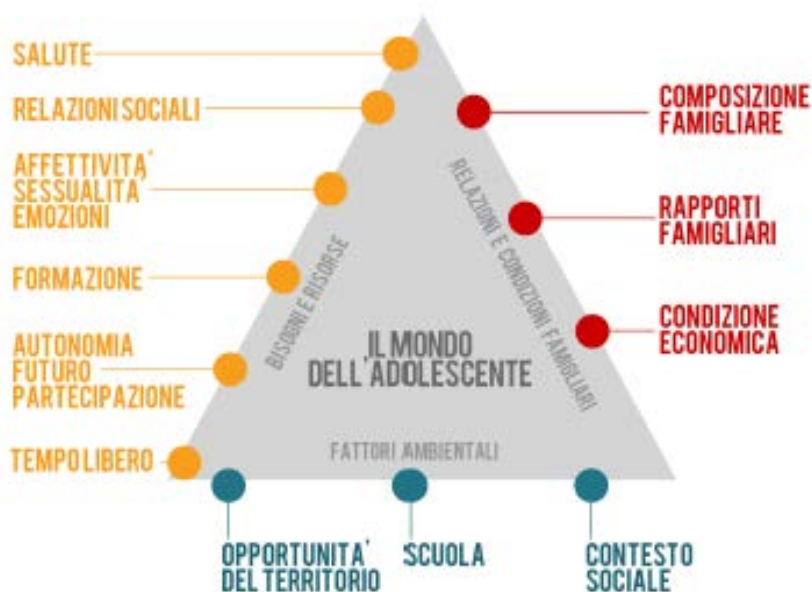 SALUTE
RELAZIONI SOCIALI
AFFETTIVITA'
SESSUALITA'
EMOZIONI
FORMAZIONE
AUTONOMIA
FUTURO
PARTECIPAZIONE
TEMPO LIBERO
BISOGNI E RISORSE
IL MONDO
DELL'ADOLESCENTE
RELAZIONI E CONDIZIONI FAMIGLIARI
FATTORI AMBIENTALI
COMPOSIZIONE
FAMIGLIARE
RAPPORTI
FAMIGLIARI
CONDIZIONE
ECONOMICA
OPPORTUNITA'
DEL TERRITORIO
SCUOLA
CONTESTO
SOCIALE